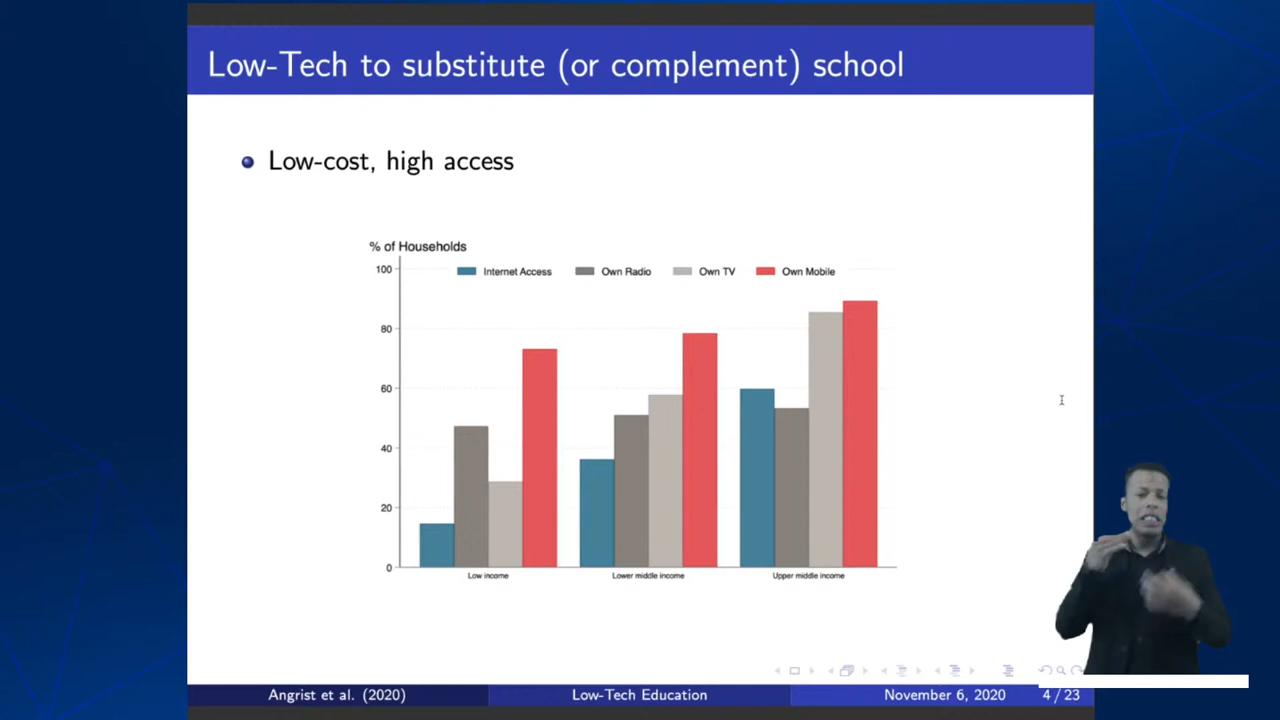 Low-Tech to substitute (or complement) school
Low-cost, high access
% of Households
Internet Access Own Radio Own TV Own Mobile
100
80
60
40
20
0
Low income Lower middle income Upper middle income
Angrist et al. (2020) Low-Tech Education November 6, 2020 4 / 23